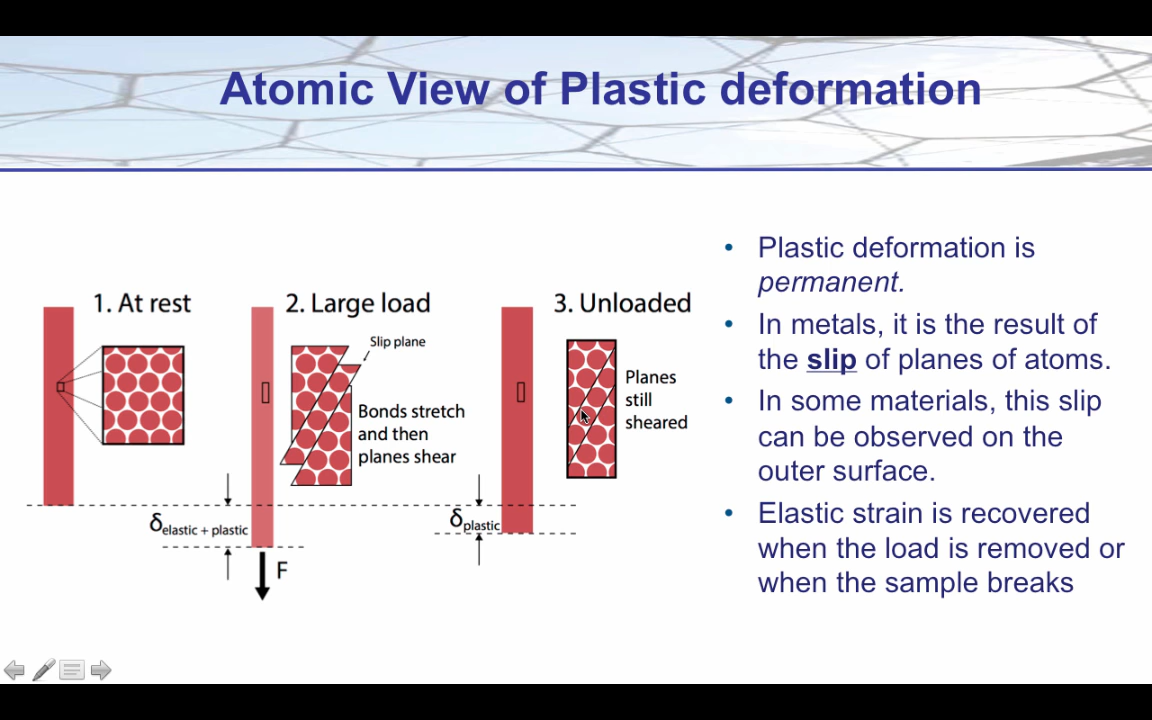 Atomic View of Plastic deformation
1. At rest
2. Large load
3. Unloaded
Slip plane
Bonds stretch
and then
planes shear
Planes
still
sheared
δelastic + plastic
δplastic
F
• Plastic deformation is
permanent.
• In metals, it is the result of
the slip of planes of atoms.
• In some materials, this slip
can be observed on the
outer surface.
• Elastic strain is recovered
when the load is removed or
when the sample breaks